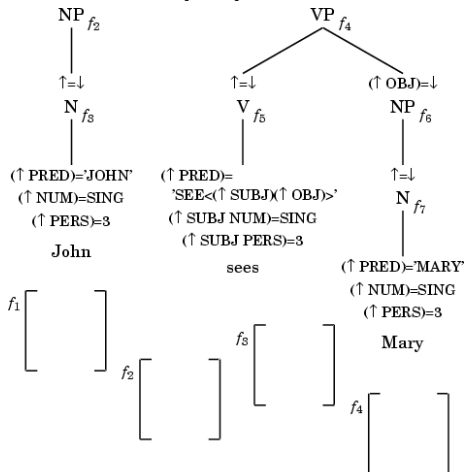 NP f2 VP f4
↑=↓ ↑=↓ (↑ OBJ)=↓
N f3 V f5 NP f6
(↑ PRED)='JOHN' (↑ PRED)= ↑=↓
(↑ NUM)=SING 'SEE<(↑ SUBJ)(↑ OBJ)>' N f7
(↑ PERS)=3 (↑ SUBJ NUM)=SING
John (↑ SUBJ PERS)=3
sees (↑ PRED)='MARY'
(↑ NUM)=SING
(↑ PERS)=3
Mary
f1
f2
f3
f4